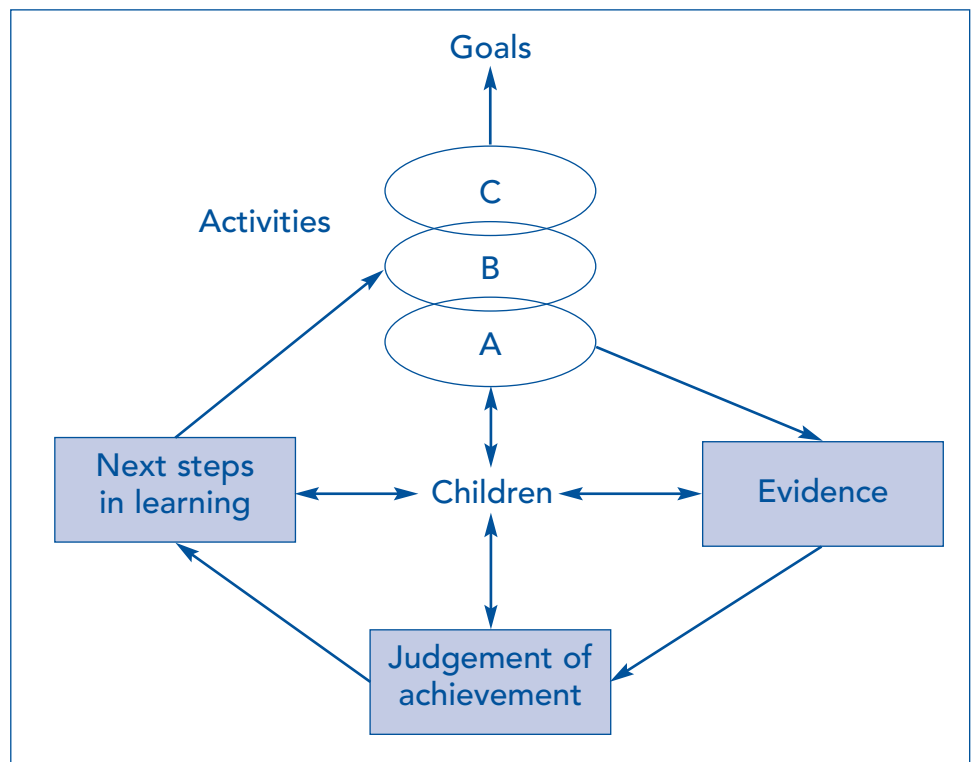 Goals
C
Activities
B
A
Next steps
in learning
Children
Evidence
Judgement of
achievement